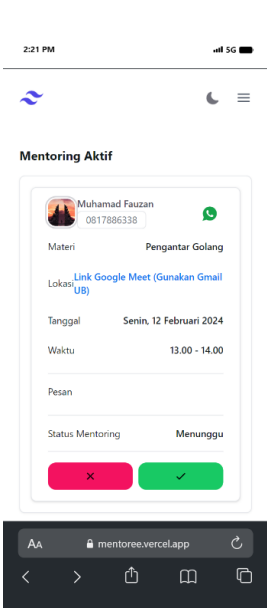 2:21 PM
5G
Mentoring Aktif
Muhamad Fauzan
0817886338
Materi Pengantar Golang
Lokasi Link Google Meet (Gunakan Gmail
UB)
Tanggal Senin, 12 Februari 2024
Waktu 13.00 - 14.00
Pesan
Status Mentoring Menunggu
AA mentoree.vercel.app